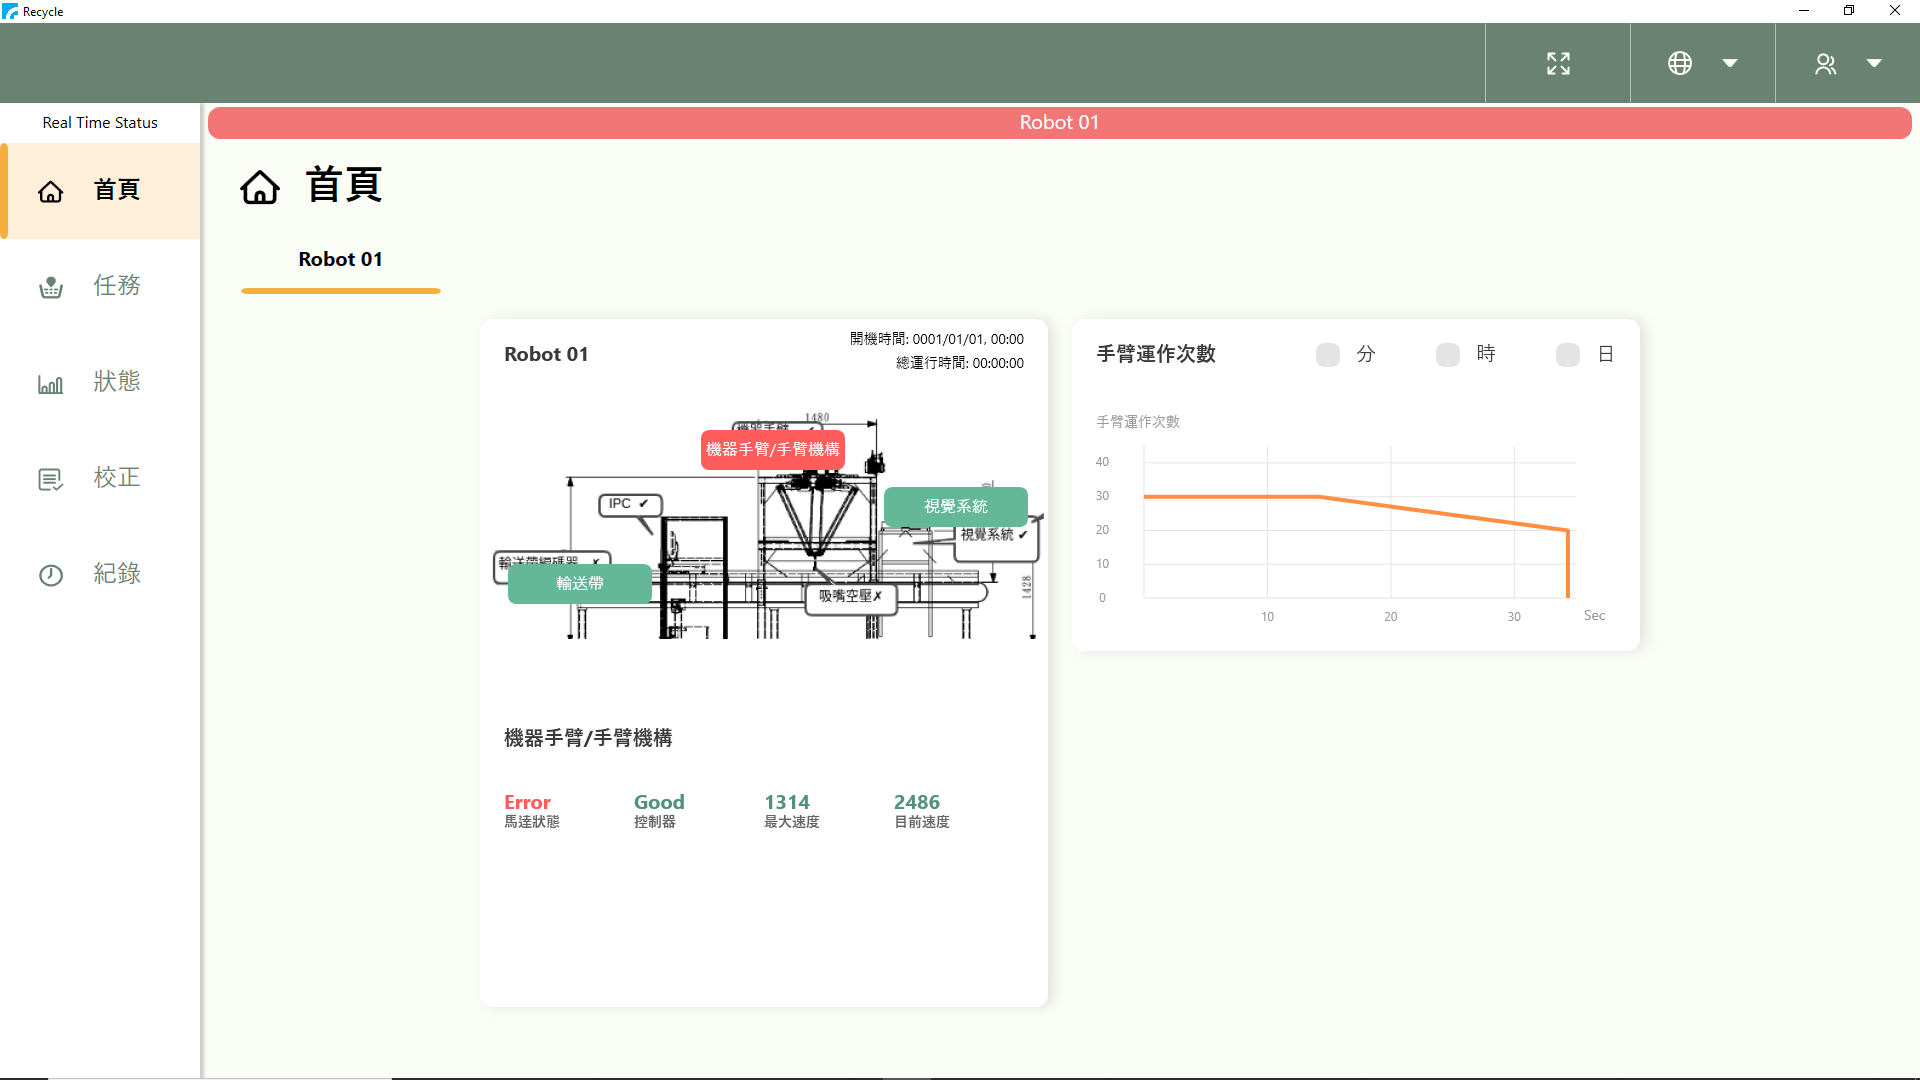 Recycle
Real Time Status
Robot 01
首頁
任務
狀態
校正
紀錄
首頁
Robot 01
Robot 01
開機時間: 0001/01/01, 00:00
總運行時間: 00:00:00
1480
機器手臂/手臂機構
IPC ✔
視覺系統
視覺系統 ✔
輸送帶編碼器 ✗
輸送帶
吸嘴空壓✗
1428
機器手臂/手臂機構
Error
馬達狀態
Good
控制器
1314
最大速度
2486
目前速度
手臂運作次數
分
時
日
手臂運作次數
40
30
20
10
0
10
20
30
Sec